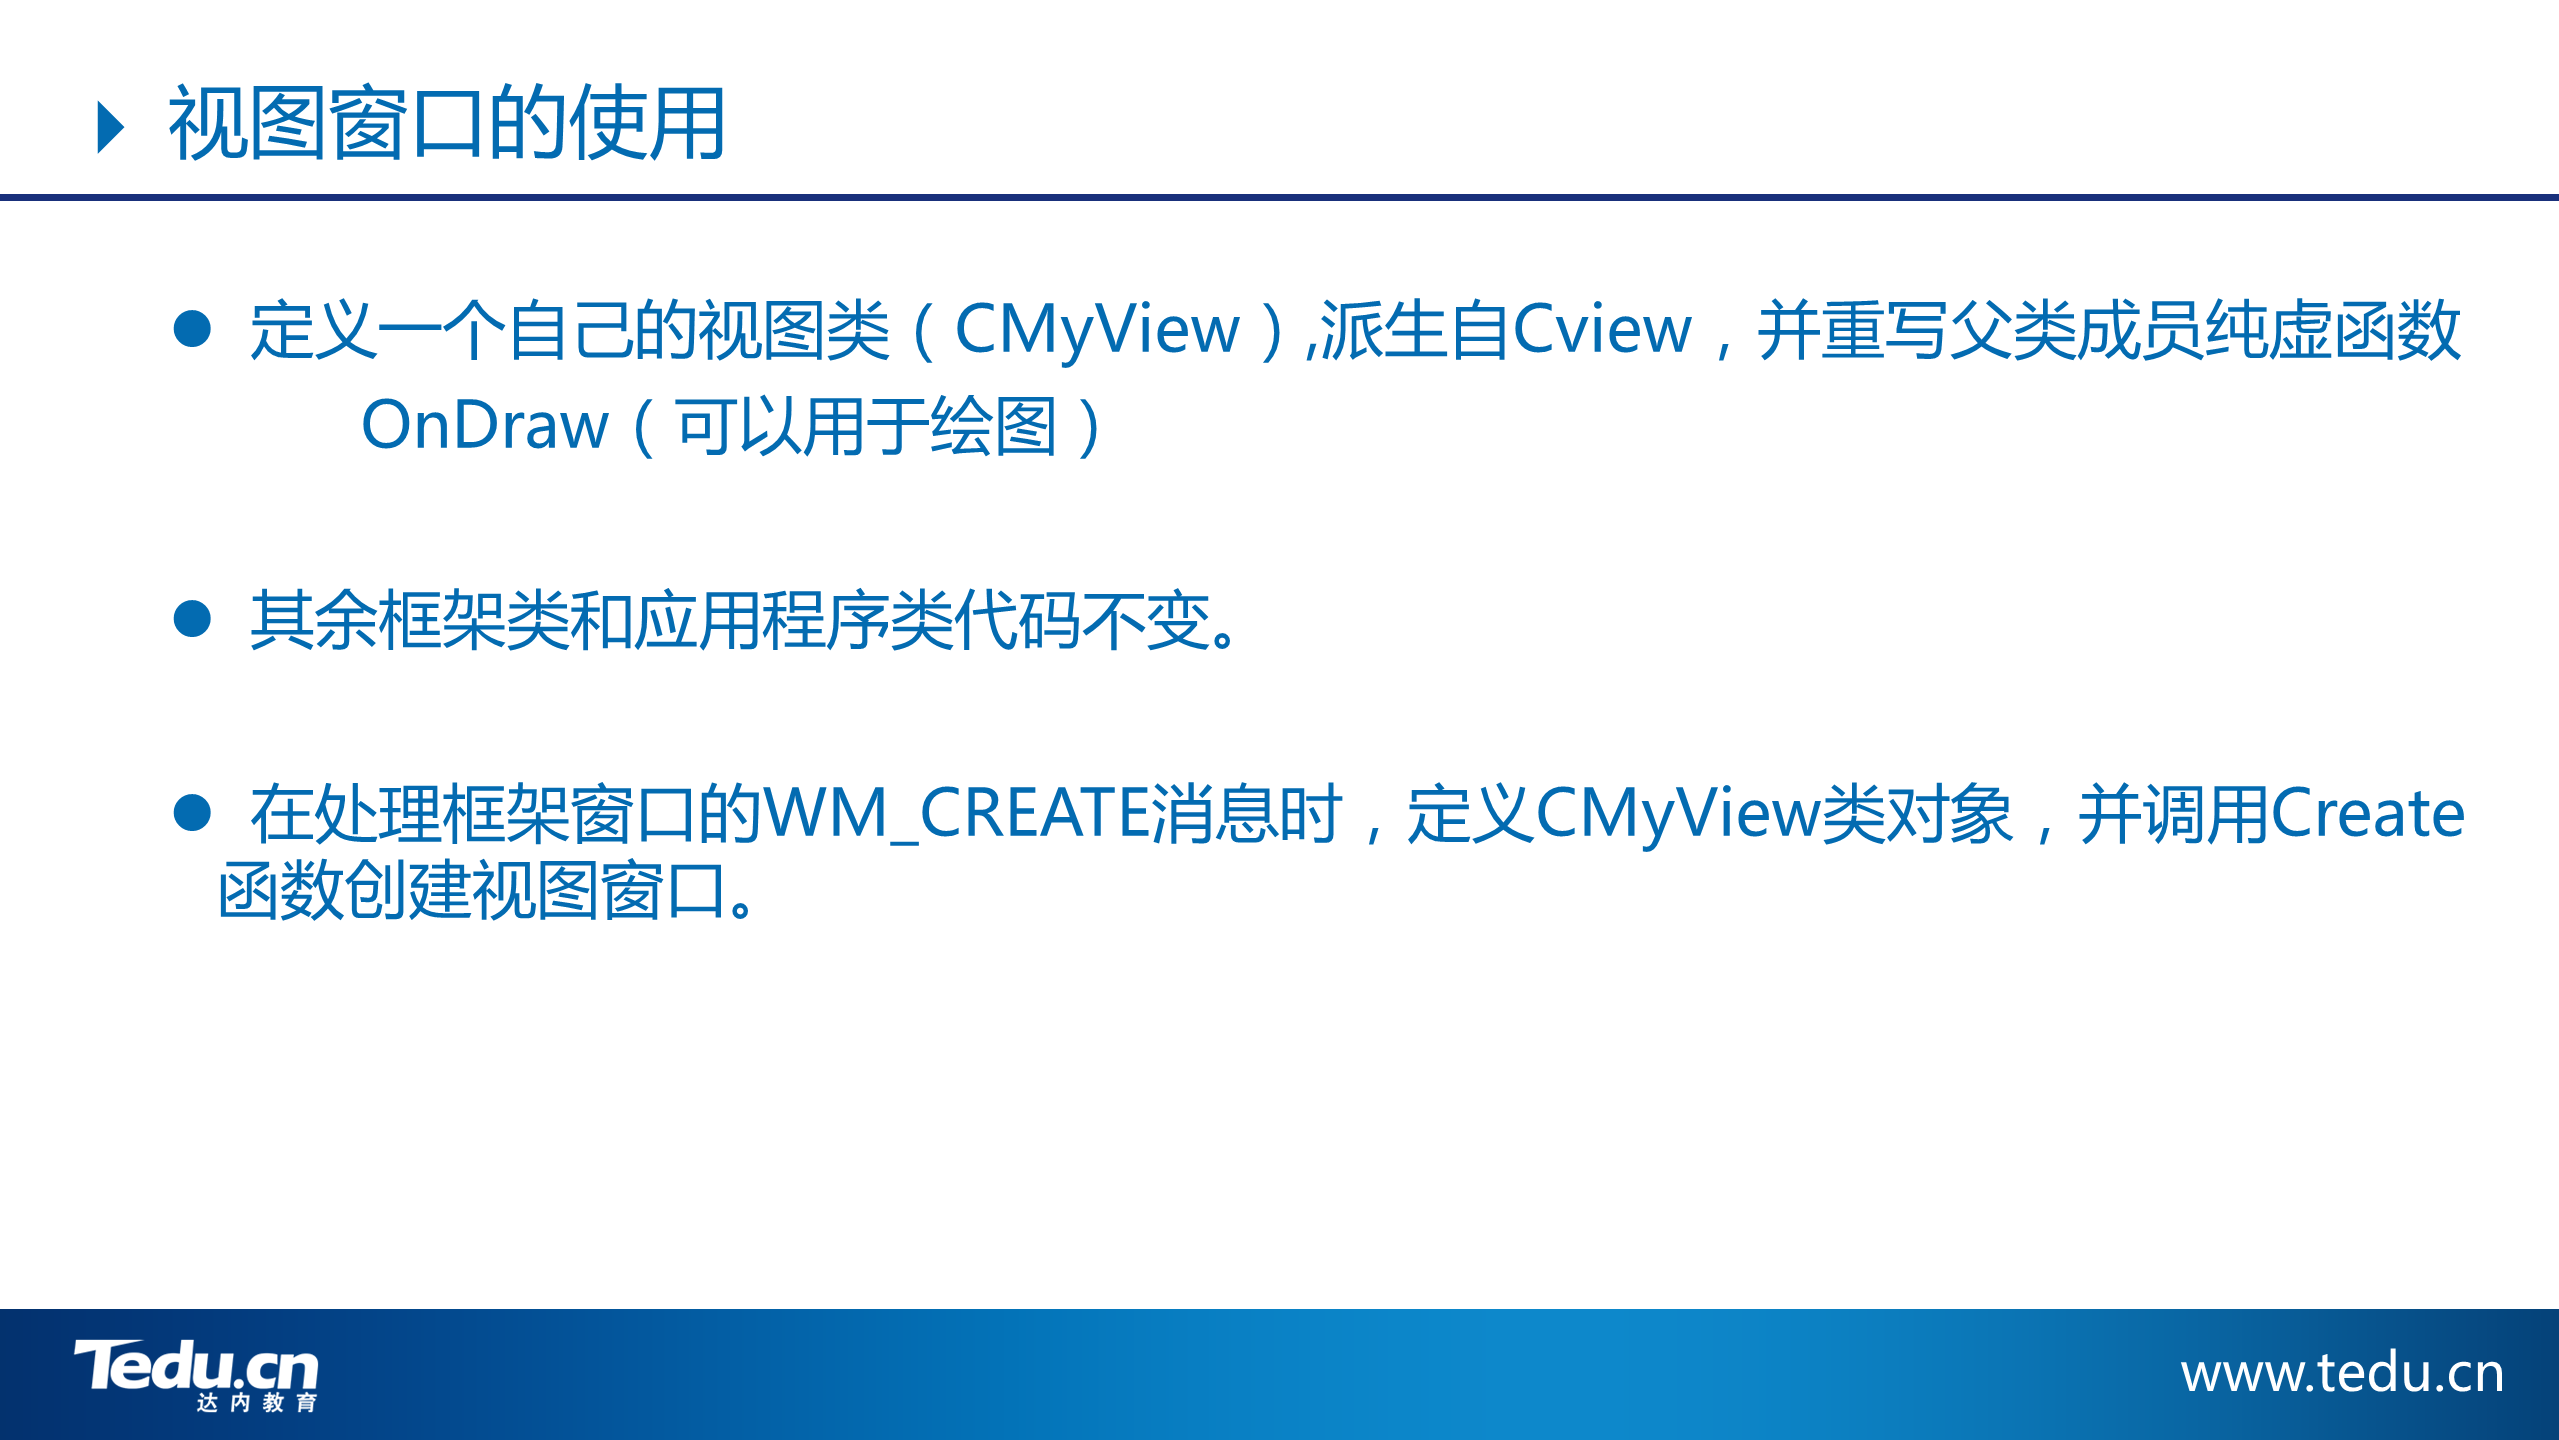 视图窗口的使用
定义一个自己的视图类（CMyView）,派生自Cview，并重写父类成员纯虚函数
OnDraw（可以用于绘图）
其余框架类和应用程序类代码不变。
在处理框架窗口的WM_CREATE消息时，定义CMyView类对象，并调用Create
函数创建视图窗口。
Tedu.cn
达内教育
www.tedu.cn